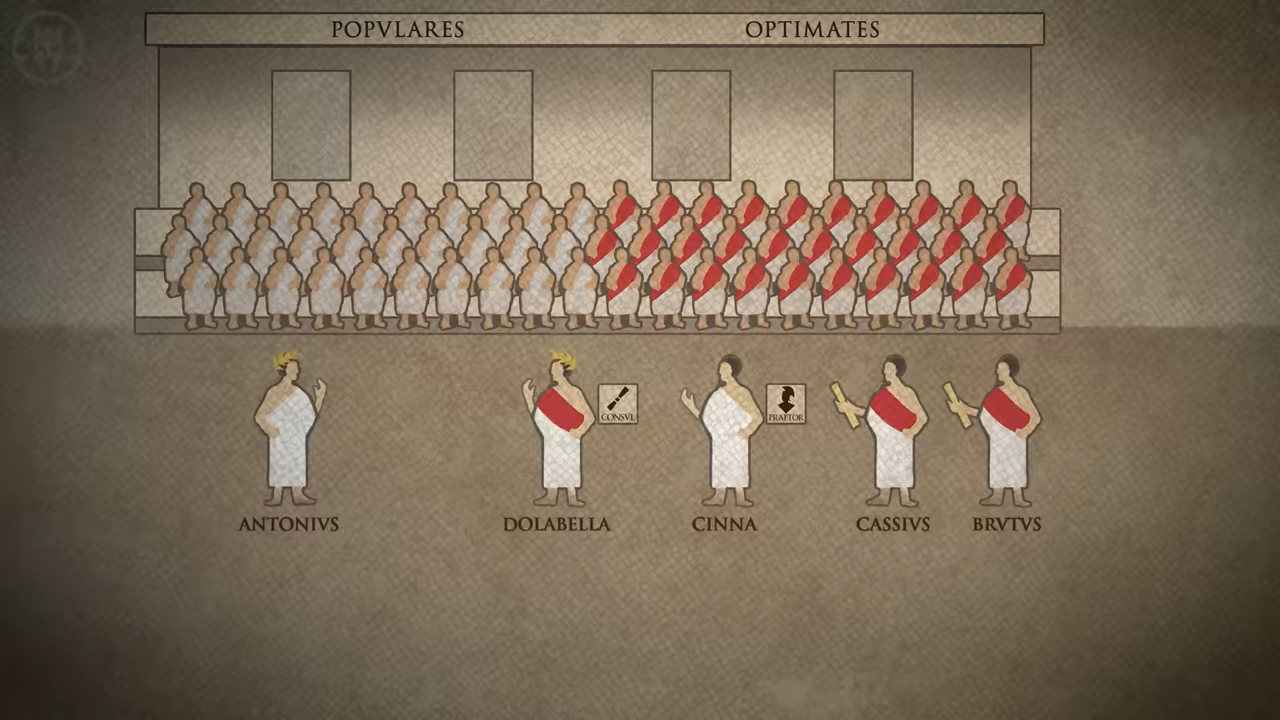 POPVLARES OPTIMATES
CONSVL
PRAETOR
ANTONIVS DOLABELLA CINNA CASSIVS BRVTVS